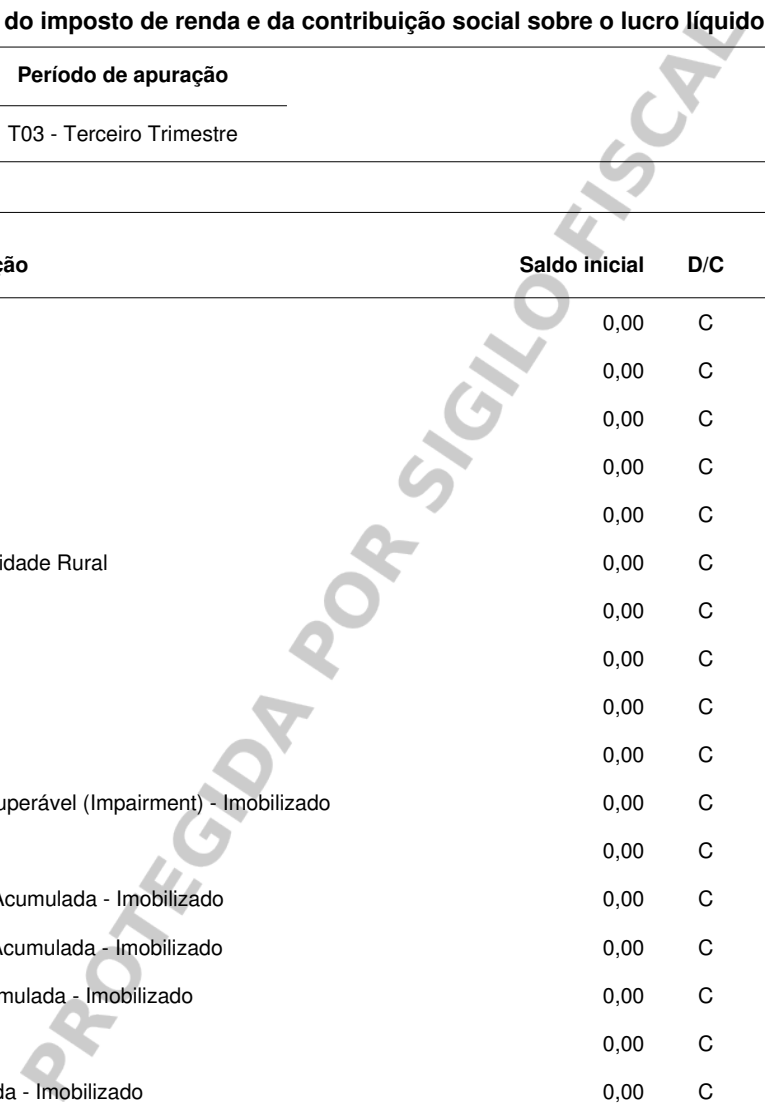 do imposto de renda e da contribuição social sobre o lucro líquido
Período de apuração
T03 - Terceiro Trimestre
ção Saldo inicial D/C
0,00 C
0,00 C
0,00 C
0,00 C
0,00 C
idade Rural 0,00 C
0,00 C
0,00 C
0,00 C
0,00 C
uperável (Impairment) - Imobilizado 0,00 C
0,00 C
Acumulada - Imobilizado 0,00 C
Acumulada - Imobilizado 0,00 C
mulada - Imobilizado 0,00 C
0,00 C
da - Imobilizado 0,00 C
PROTEGIDA POR SIGILO FISCAL